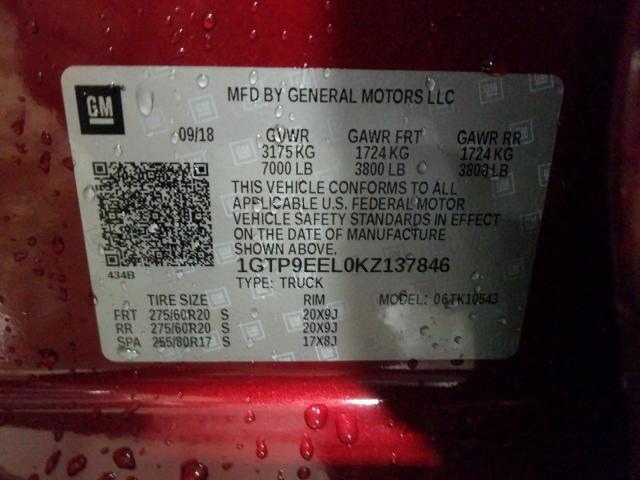 GM
MFD BY GENERAL MOTORS LLC
09/18 GVWR GAWR FRT GAWR RR
3175 KG 1724 KG 1724 KG
7000 LB 3800 LB 3800 LB
THIS VEHICLE CONFORMS TO ALL
APPLICABLE U.S. FEDERAL MOTOR
VEHICLE SAFETY STANDARDS IN EFFECT
ON THE DATE OF MANUFACTURE
SHOWN ABOVE.
434B
1GTP9EEL0KZ137846
TYPE: TRUCK
TIRE SIZE RIM MODEL: 06TK10543
FRT 275/60R20 S 20X9J
RR 275/60R20 S 20X9J
SPA 255/80R17 S 17X8J